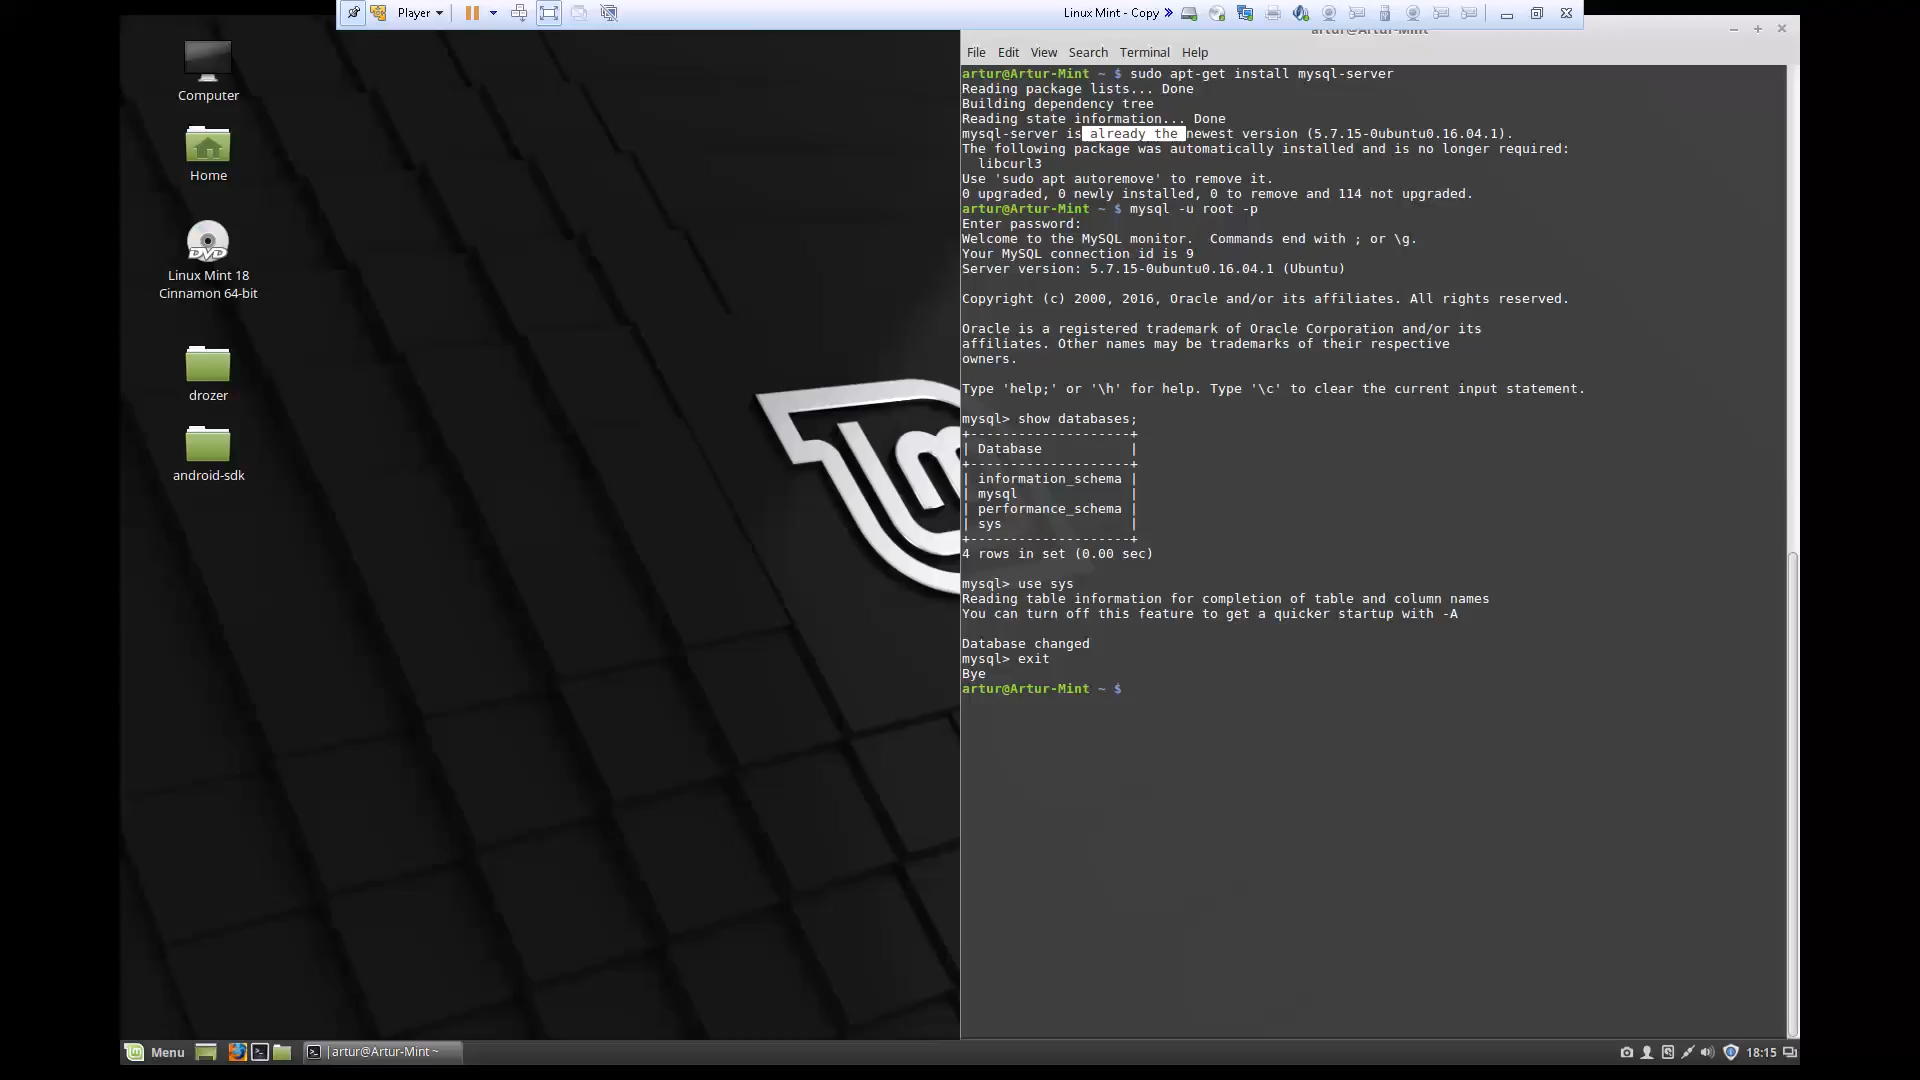 Player
Linux Mint - Copy
artur@Artur-Mint
File Edit View Search Terminal Help
artur@Artur-Mint ~ $ sudo apt-get install mysql-server
Reading package lists... Done
Building dependency tree
Reading state information... Done
mysql-server is already the newest version (5.7.15-0ubuntu0.16.04.1).
The following package was automatically installed and is no longer required:
  libcurl3
Use 'sudo apt autoremove' to remove it.
0 upgraded, 0 newly installed, 0 to remove and 114 not upgraded.
artur@Artur-Mint ~ $ mysql -u root -p
Enter password:
Welcome to the MySQL monitor.  Commands end with ; or \g.
Your MySQL connection id is 9
Server version: 5.7.15-0ubuntu0.16.04.1 (Ubuntu)
Copyright (c) 2000, 2016, Oracle and/or its affiliates. All rights reserved.
Oracle is a registered trademark of Oracle Corporation and/or its
affiliates. Other names may be trademarks of their respective
owners.
Type 'help;' or '\h' for help. Type '\c' to clear the current input statement.
mysql> show databases;
+--------------------+
| Database           |
+--------------------+
| information_schema |
| mysql              |
| performance_schema |
| sys                |
+--------------------+
4 rows in set (0.00 sec)
mysql> use sys
Reading table information for completion of table and column names
You can turn off this feature to get a quicker startup with -A
Database changed
mysql> exit
Bye
artur@Artur-Mint ~ $
Computer
Home
DVD
Linux Mint 18
Cinnamon 64-bit
drozer
android-sdk
Menu
artur@Artur-Mint ~
18:15